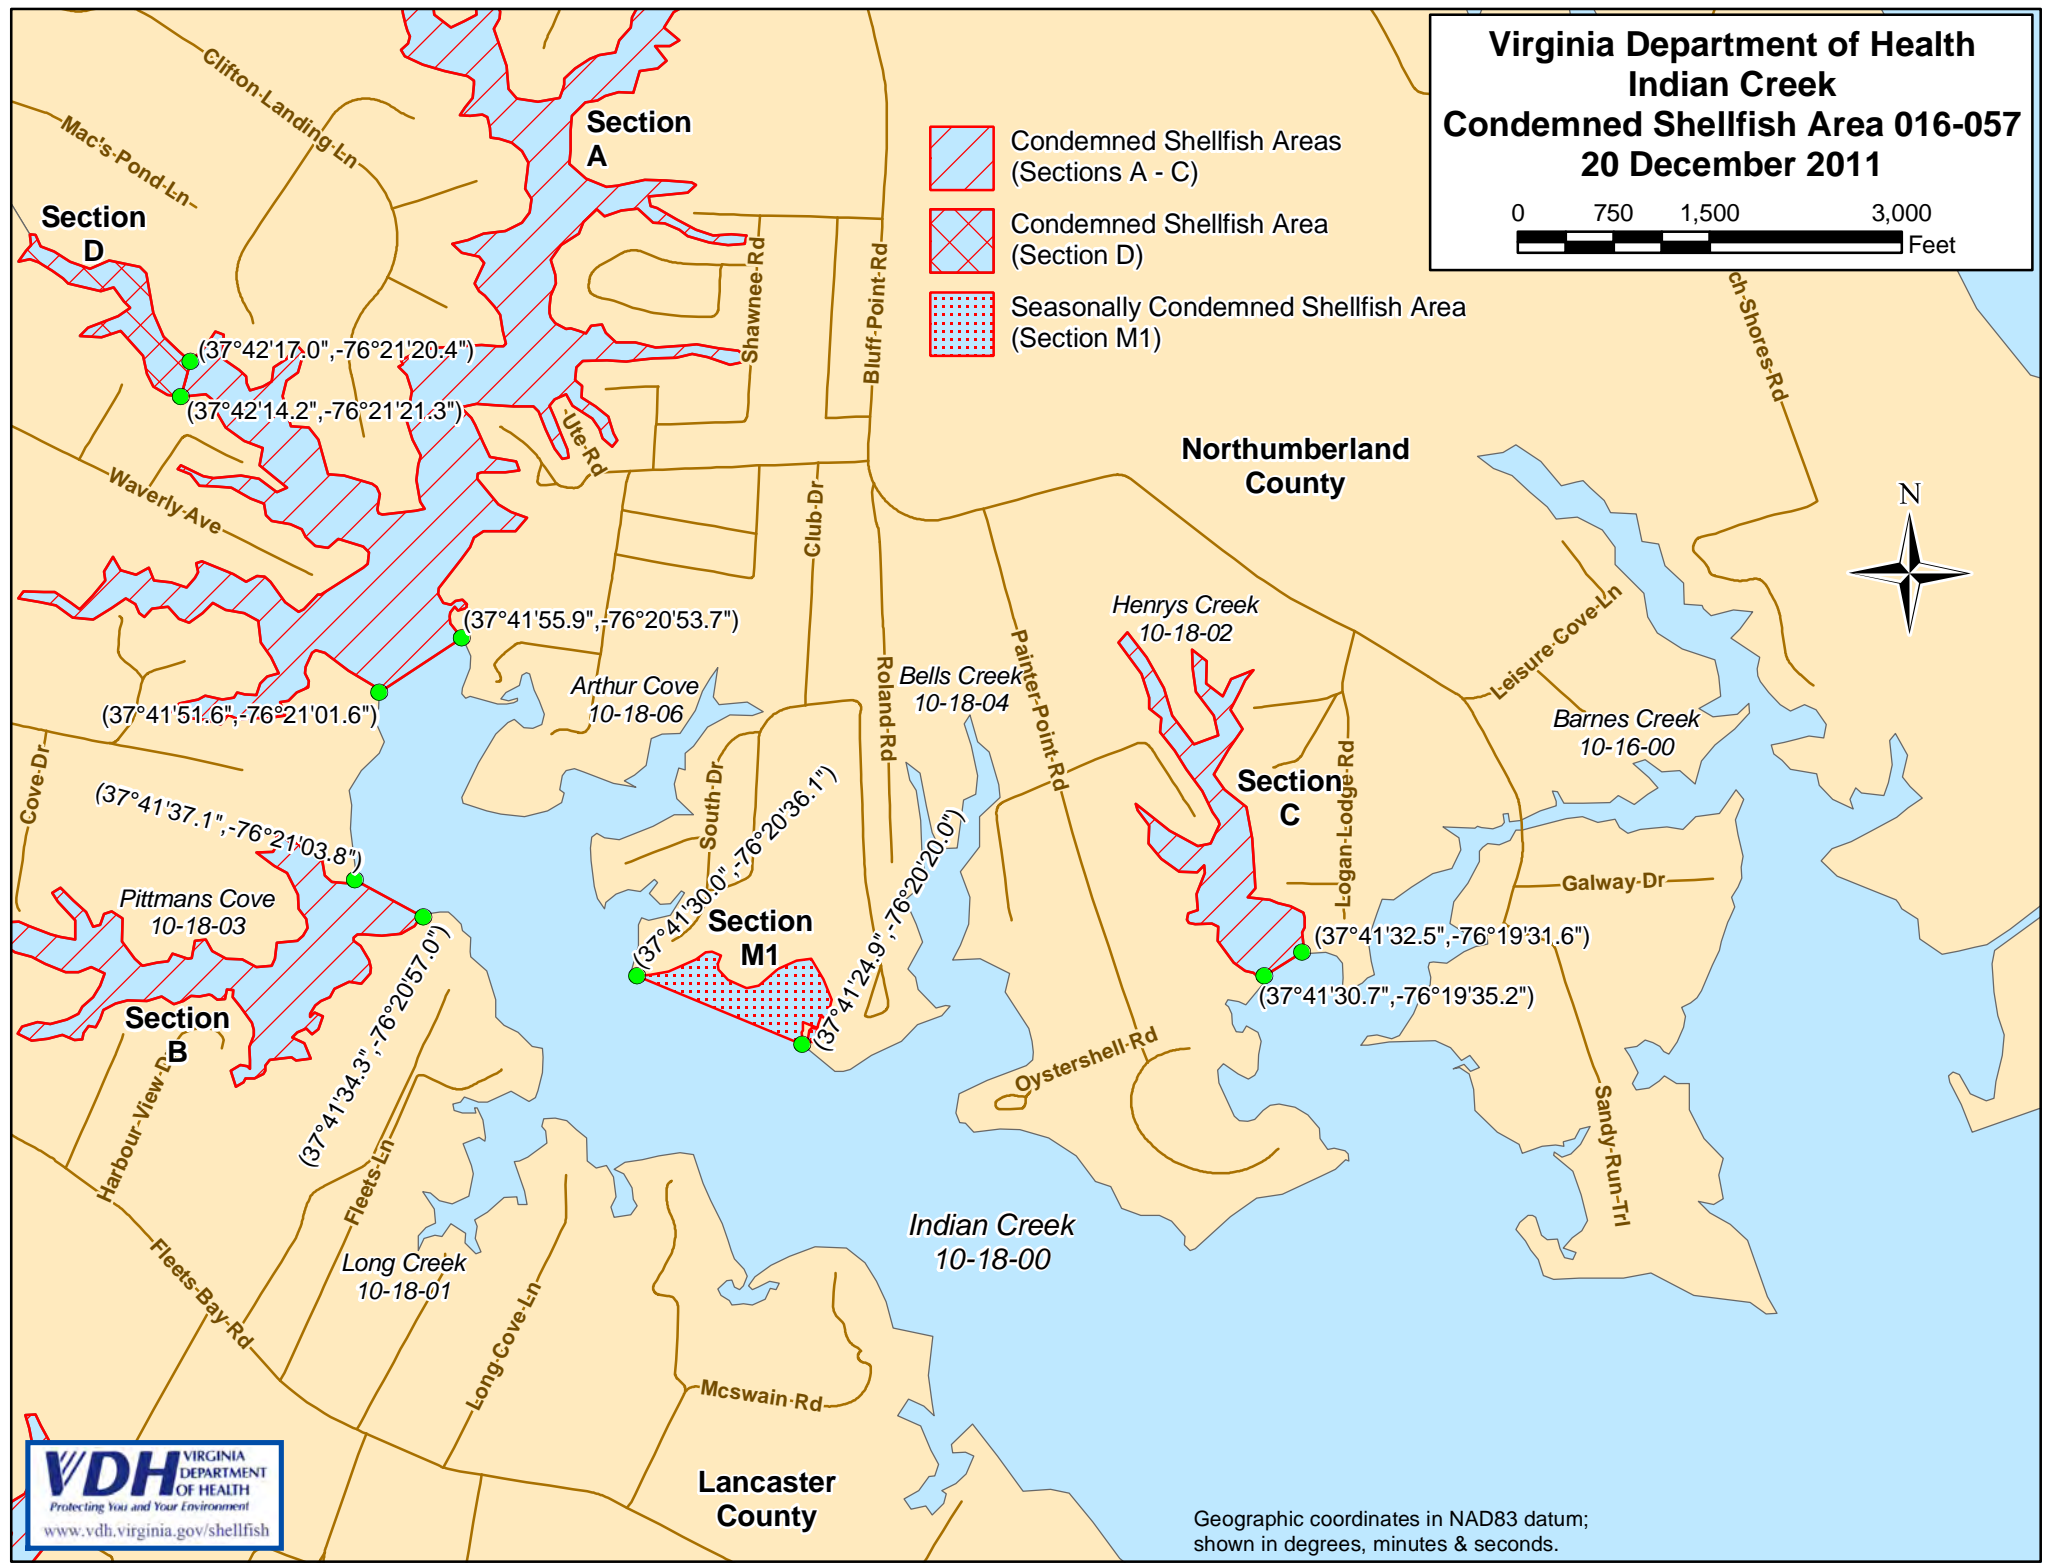 Virginia Department of Health
Indian Creek
Condemned Shellfish Area 016-057
20 December 2011
0 750 1,500 3,000
Feet
Condemned Shellfish Areas
(Sections A - C)
Condemned Shellfish Area
(Section D)
Seasonally Condemned Shellfish Area
(Section M1)
Clifton Landing Ln
Mac's Pond Ln
Section
A
Section
D
Shawnee Rd
Bluff Point Rd
ch Shores Rd
(37°42'17.0",-76°21'20.4")
(37°42'14.2",-76°21'21.3")
Ute Rd
Waverly Ave
Club Dr
Northumberland
County
N
(37°41'55.9",-76°20'53.7")
(37°41'51.6",-76°21'01.6")
Arthur Cove
10-18-06
Roland Rd
Bells Creek
10-18-04
Painter Point Rd
Henrys Creek
10-18-02
Leisure Cove Ln
Barnes Creek
10-16-00
Cove Dr
South Dr
(37°41'37.1",-76°21'03.8")
(37°41'30.0",-76°20'36.1")
(37°41'24.9",-76°20'20.0")
Section
C
Logan Lodge Rd
Galway Dr
Pittmans Cove
10-18-03
Section
M1
(37°41'32.5",-76°19'31.6")
(37°41'30.7",-76°19'35.2")
(37°41'34.3",-76°20'57.0")
Section
B
Harbour View Dr
Fleets Ln
Oystershell Rd
Sandy Run Trl
Indian Creek
10-18-00
Long Creek
10-18-01
Fleets Bay Rd
Long Cove Ln
Mcswain Rd
Lancaster
County
VDH
VIRGINIA
DEPARTMENT
OF HEALTH
Protecting You and Your Environment
www.vdh.virginia.gov/shellfish
Geographic coordinates in NAD83 datum;
shown in degrees, minutes & seconds.